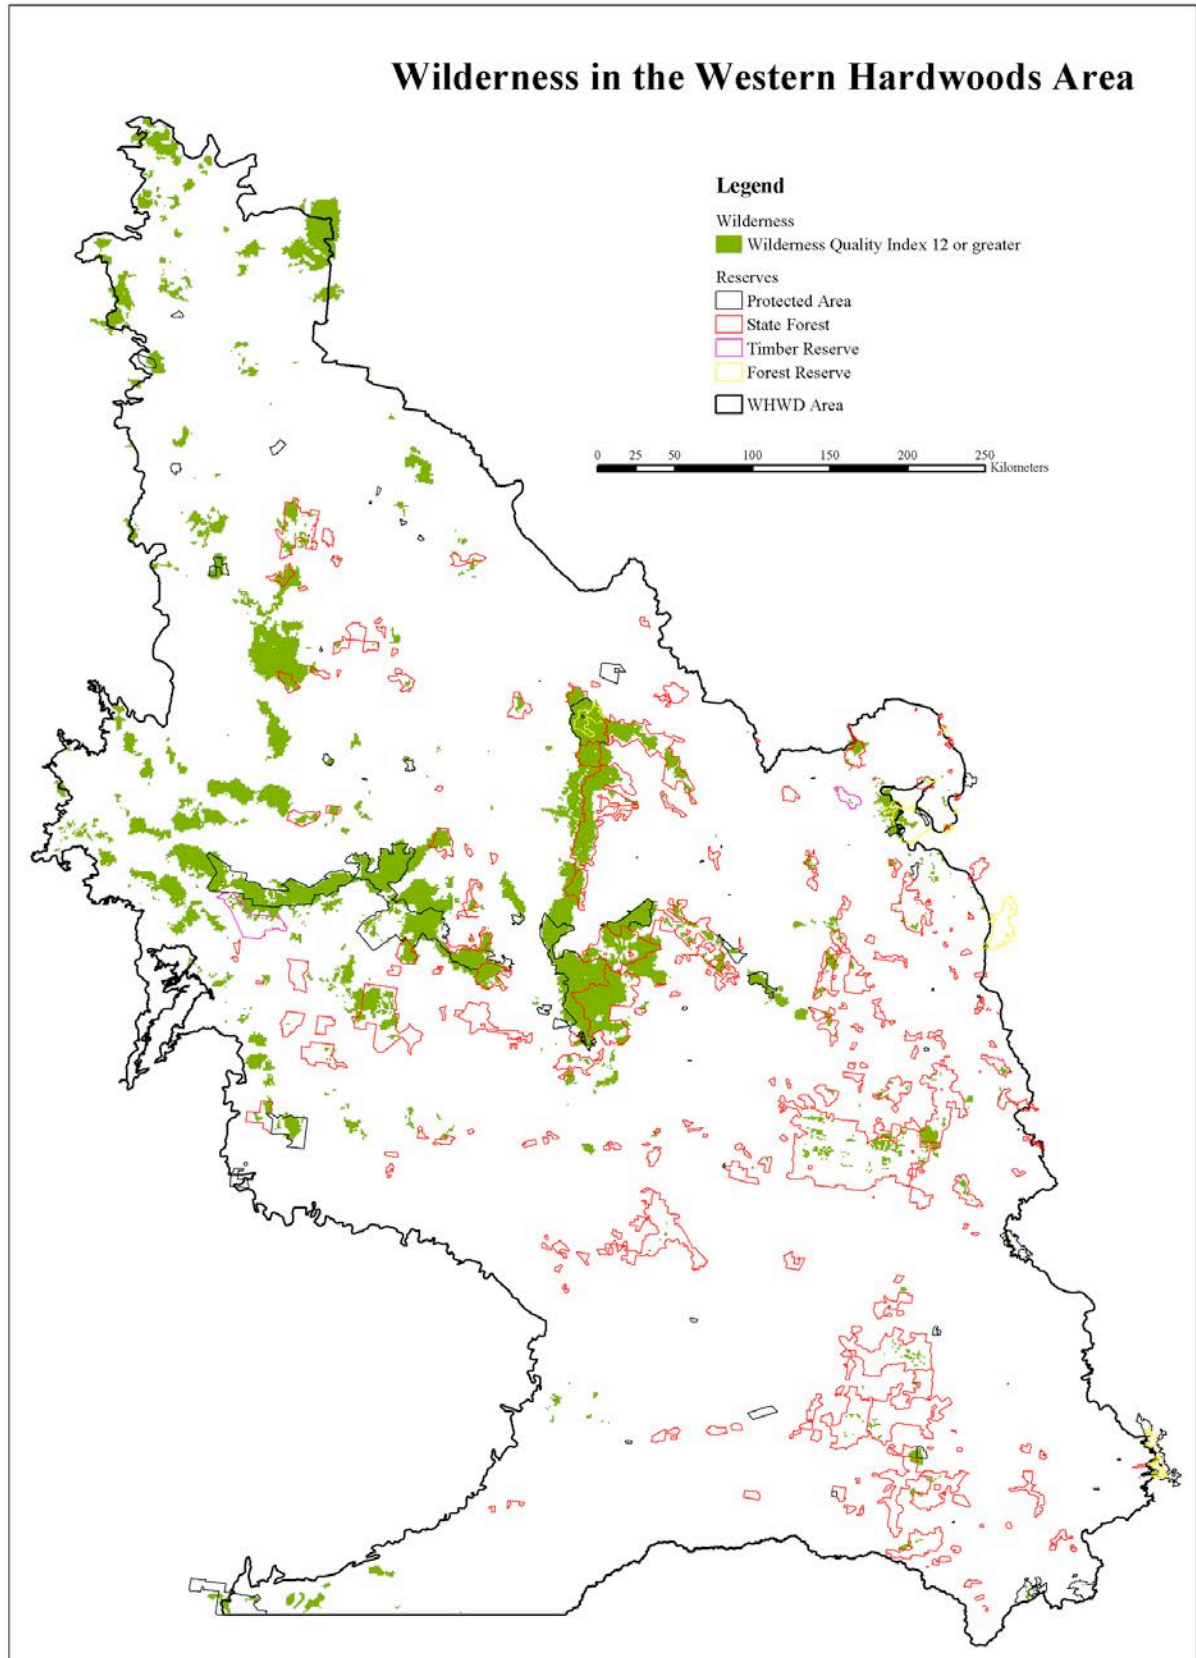 Wilderness in the Western Hardwoods Area
Legend
Wilderness
Wilderness Quality Index 12 or greater
Reserves
Protected Area
State Forest
Timber Reserve
Forest Reserve
WHWD Area
0 25 50 100 150 200 250
Kilometers